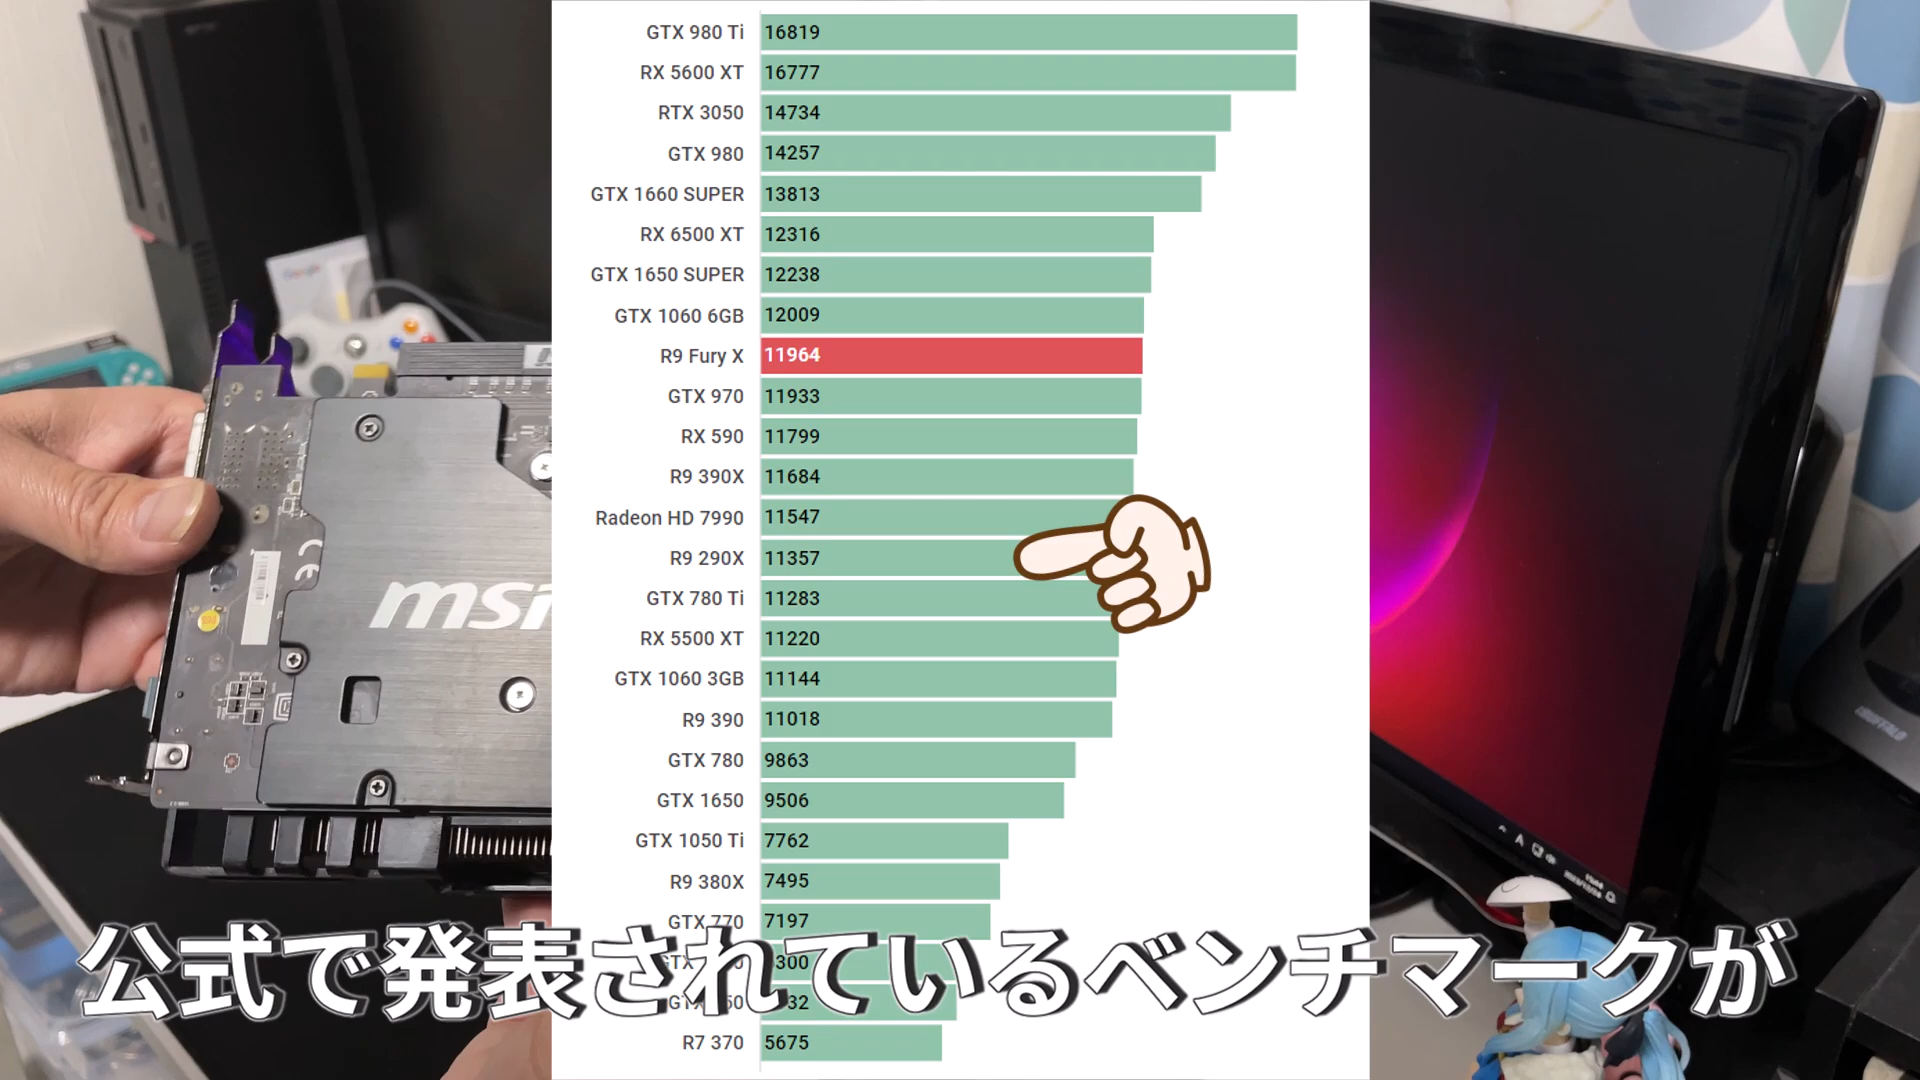 GTX 980 Ti 16819
RX 5600 XT 16777
RTX 3050 14734
GTX 980 14257
GTX 1660 SUPER 13813
RX 6500 XT 12316
GTX 1650 SUPER 12238
GTX 1060 6GB 12009
R9 Fury X 11964
GTX 970 11933
RX 590 11799
R9 390X 11684
Radeon HD 7990 11547
R9 290X 11357
GTX 780 Ti 11283
RX 5500 XT 11220
GTX 1060 3GB 11144
R9 390 11018
GTX 780 9863
GTX 1650 9506
GTX 1050 Ti 7762
R9 380X 7495
GTX 770 7197
R7 370 5675
Google
msi
CE
BUFFALO
公式で発表されているベンチマークが